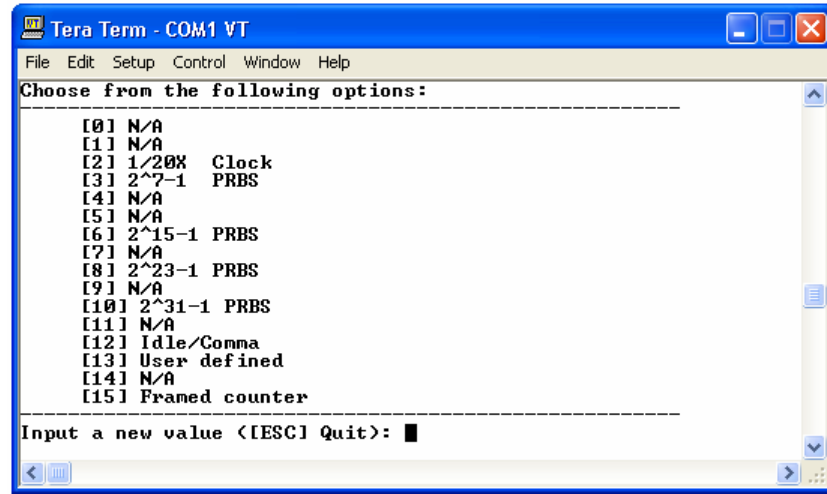 Tera Term - COM1 VT
File Edit Setup Control Window Help
Choose from the following options:
[0] N/A
[1] N/A
[2] 1/20X Clock
[3] 2^7-1 PRBS
[4] N/A
[5] N/A
[6] 2^15-1 PRBS
[7] N/A
[8] 2^23-1 PRBS
[9] N/A
[10] 2^31-1 PRBS
[11] N/A
[12] Idle/Comma
[13] User defined
[14] N/A
[15] Framed counter
Input a new value ([ESC] Quit):